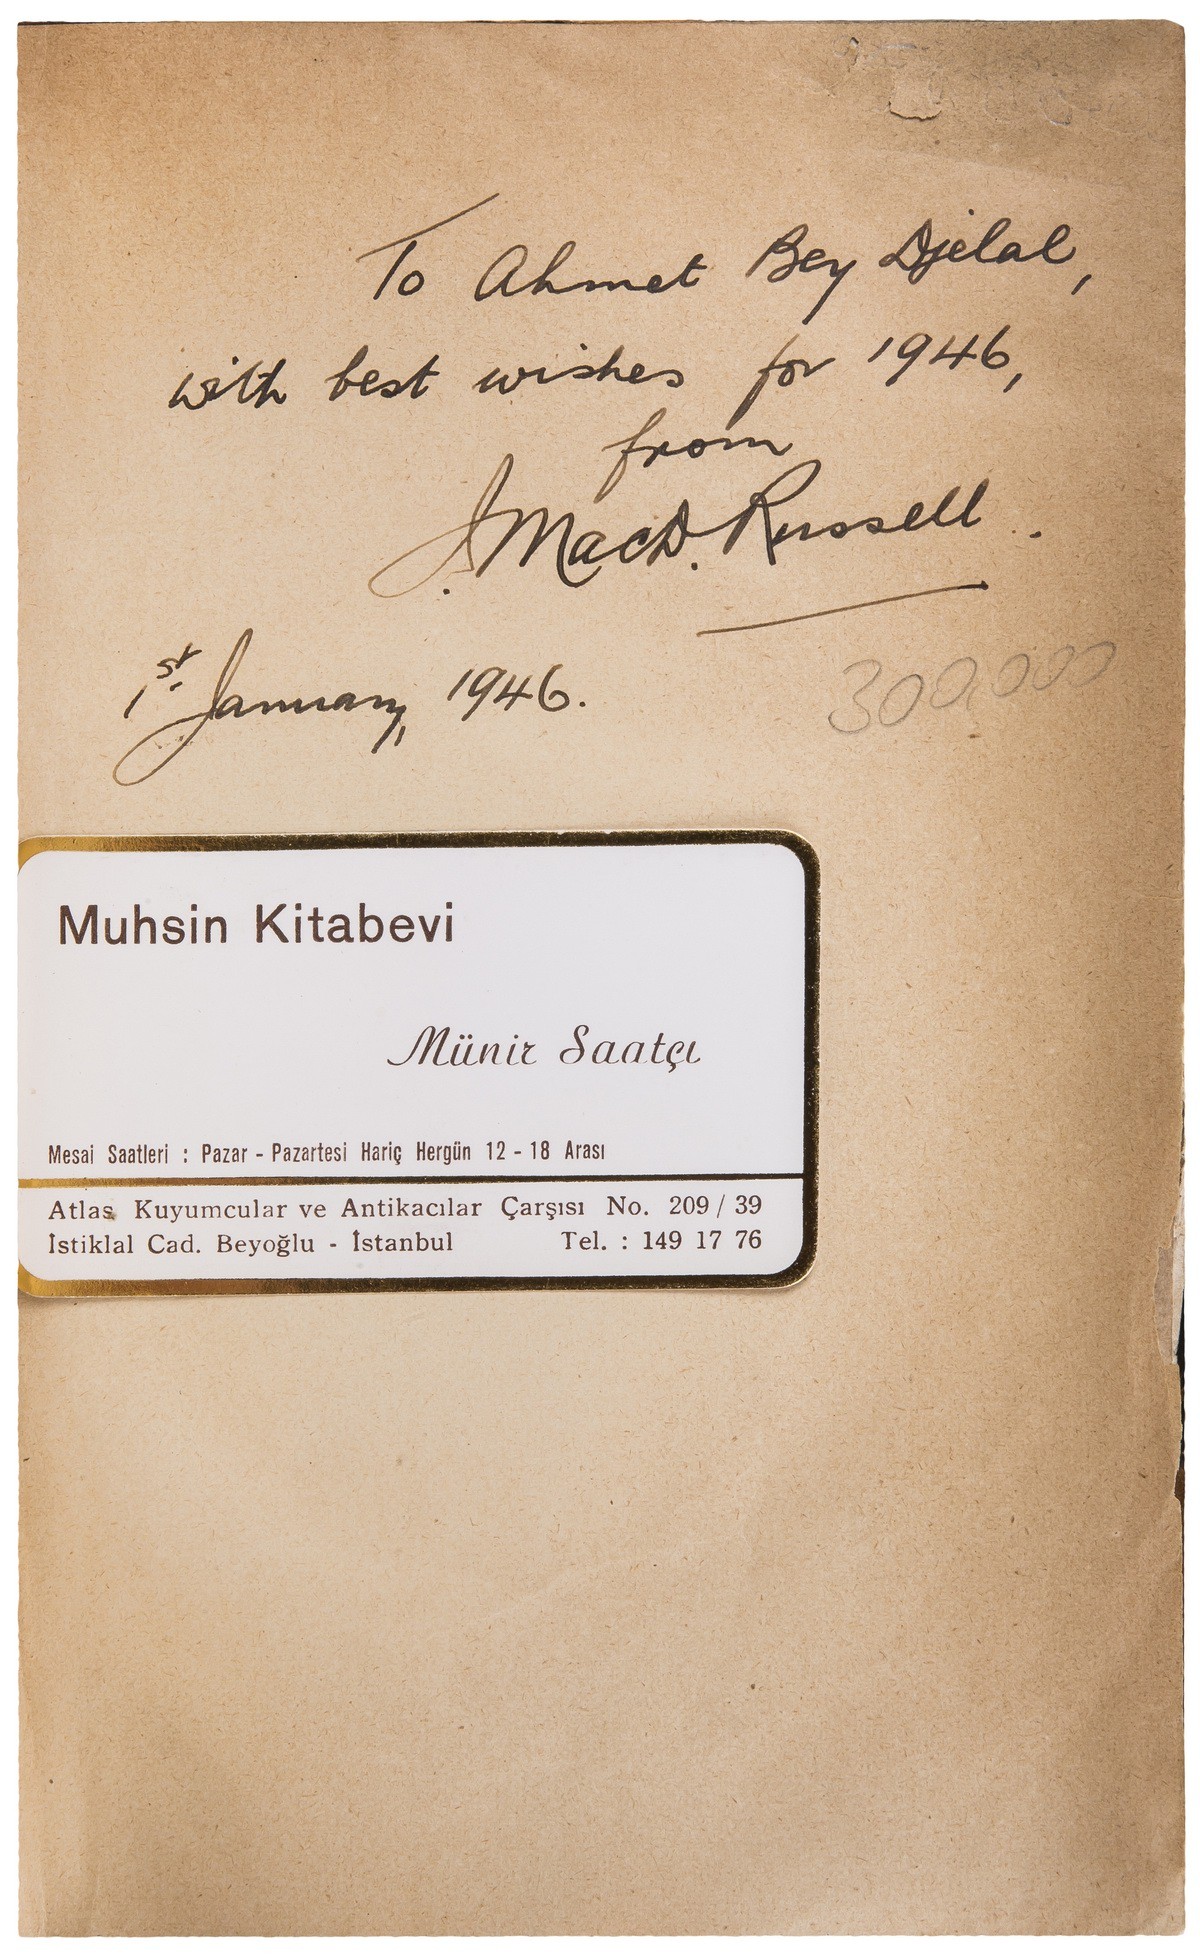 To Ahmet Bey Djelal,
with best wishes for 1946,
from
J. MacD. Russell.
1st. January, 1946.
300,000
Muhsin Kitabevi
Münir Saatçı
Mesai Saatleri : Pazar - Pazartesi Hariç Hergün 12 - 18 Arası
Atlas Kuyumcular ve Antikacılar Çarşısı No. 209 / 39
İstiklal Cad. Beyoğlu - İstanbul Tel. : 149 17 76